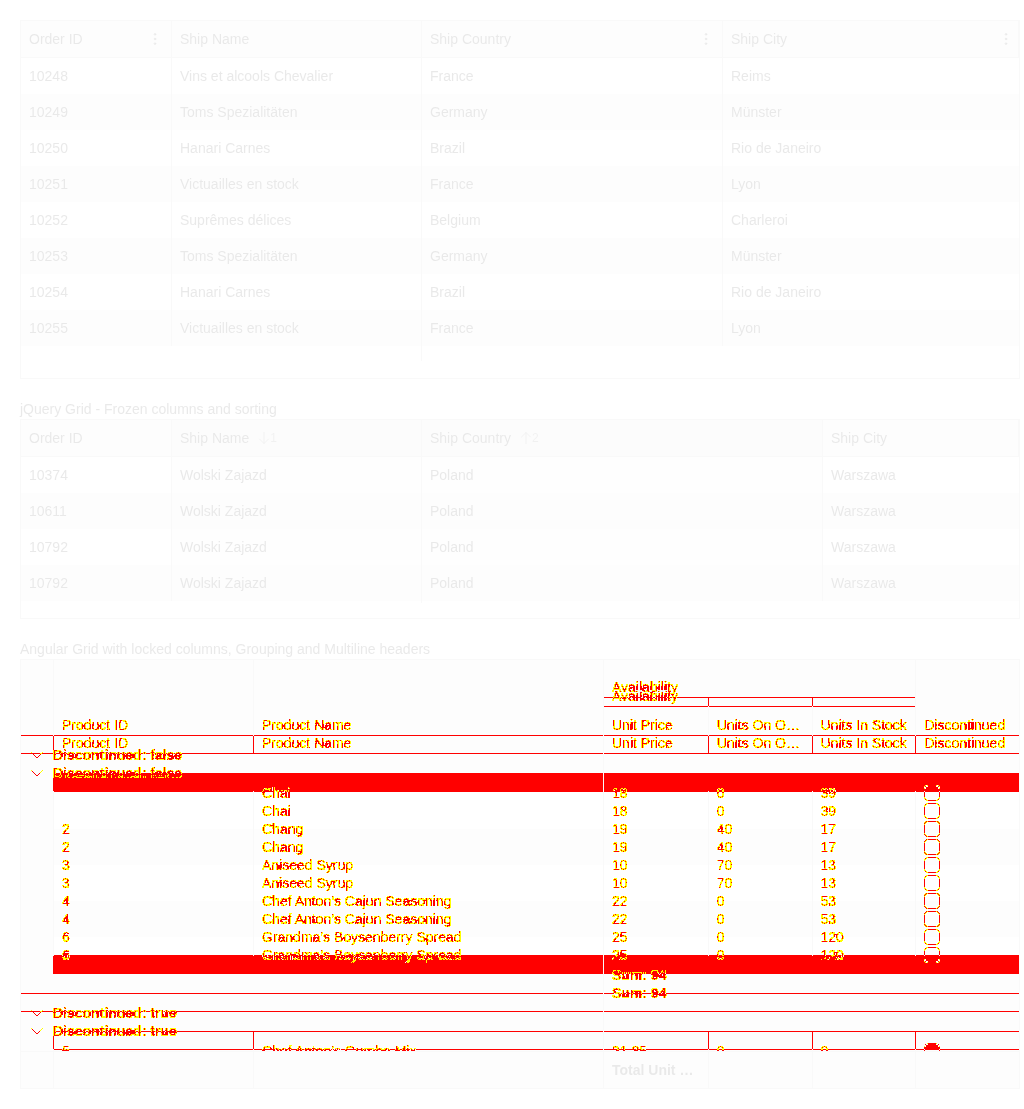 Order ID Ship Name Ship Country Ship City
10248 Vins et alcools Chevalier France Reims
10249 Toms Spezialitäten Germany Münster
10250 Hanari Carnes Brazil Rio de Janeiro
10251 Victuailles en stock France Lyon
10252 Suprêmes délices Belgium Charleroi
10253 Toms Spezialitäten Germany Münster
10254 Hanari Carnes Brazil Rio de Janeiro
10255 Victuailles en stock France Lyon
jQuery Grid - Frozen columns and sorting
Order ID Ship Name 1 Ship Country 2 Ship City
10374 Wolski Zajazd Poland Warszawa
10611 Wolski Zajazd Poland Warszawa
10792 Wolski Zajazd Poland Warszawa
10792 Wolski Zajazd Poland Warszawa
Angular Grid with locked columns, Grouping and Multiline headers
Availability
Availability
Product ID Product Name Unit Price Units On O... Units In Stock Discontinued
Product ID Product Name Unit Price Units On O... Units In Stock Discontinued
Discontinued: false
Discontinued: false
Chai 18 0 39
Chai 18 0 39
2 Chang 19 40 17
2 Chang 19 40 17
3 Aniseed Syrup 10 70 13
3 Aniseed Syrup 10 70 13
4 Chef Anton's Cajun Seasoning 22 0 53
4 Chef Anton's Cajun Seasoning 22 0 53
6 Grandma's Boysenberry Spread 25 0 120
6 Grandma's Boysenberry Spread 25 0 120
Sum: 94
Sum: 94
Discontinued: true
Discontinued: true
Total Unit ...